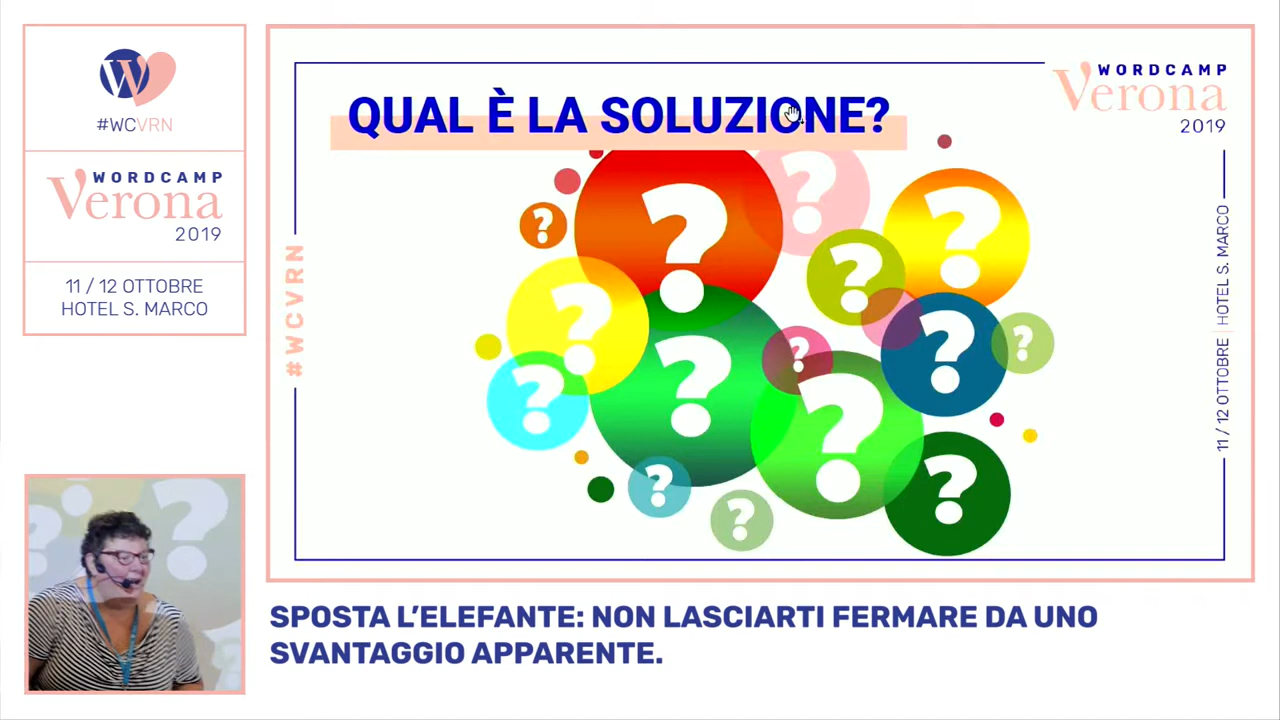 #WCVRN
WORDCAMP
Verona
2019
11 / 12 OTTOBRE
HOTEL S. MARCO
QUAL È LA SOLUZIONE?
WORDCAMP
Verona
2019
#WCVRN
11 / 12 OTTOBRE | HOTEL S. MARCO
? ? ? ? ? ? ? ? ? ? ? ? ? ?
SPOSTA L'ELEFANTE: NON LASCIARTI FERMARE DA UNO
SVANTAGGIO APPARENTE.